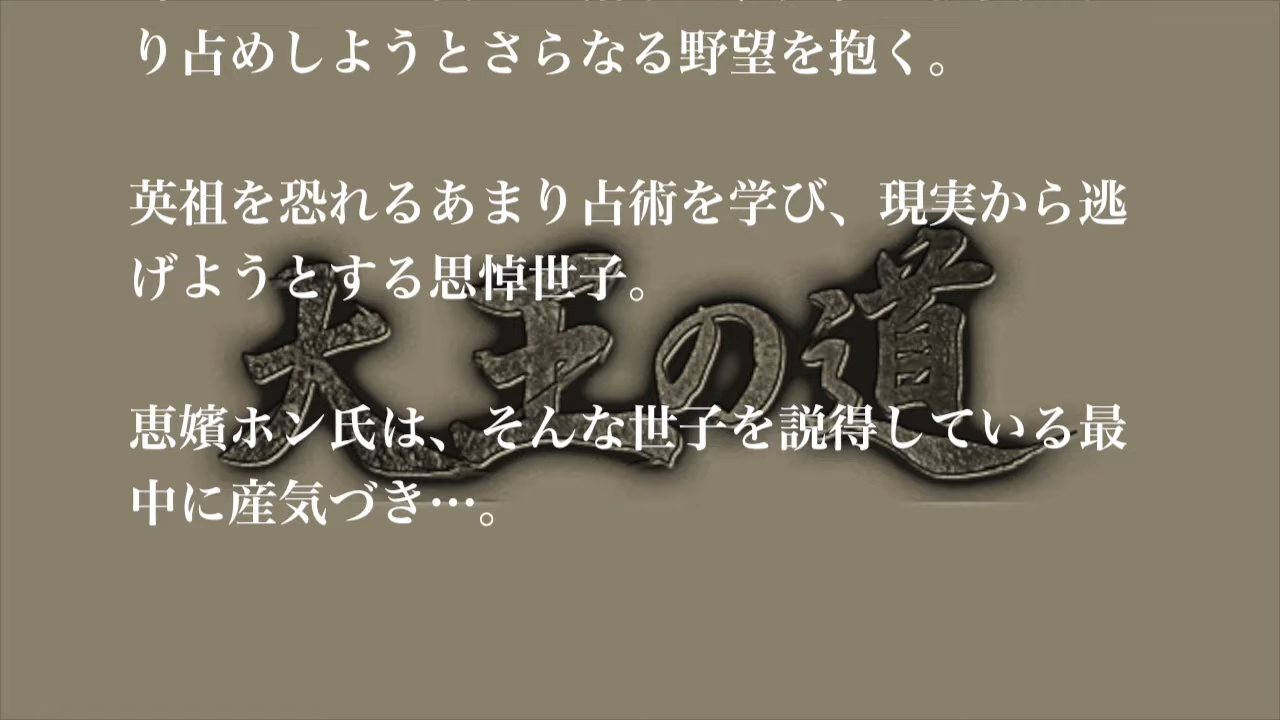 り占めしようとさらなる野望を抱く。
英祖を恐れるあまり占術を学び、現実から逃
げようとする思悼世子。
大王の道
恵嬪ホン氏は、そんな世子を説得している最
中に産気づき…。